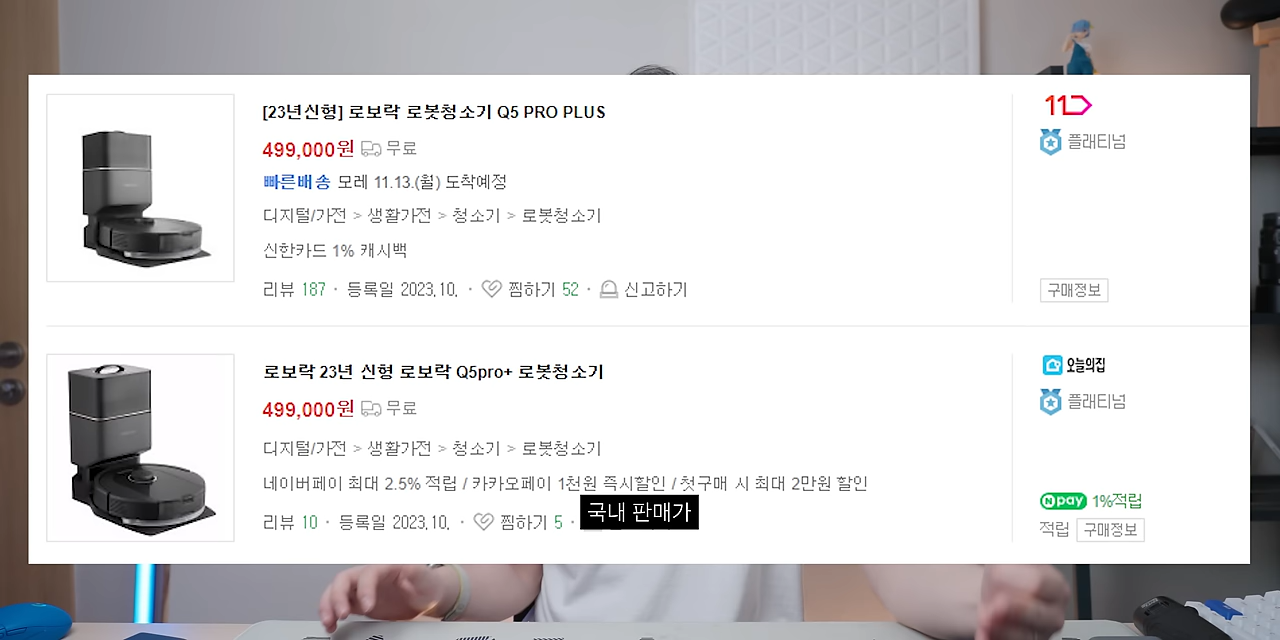 [23년신형] 로보락 로봇청소기 Q5 PRO PLUS
499,000원 무료
빠른배송 모레 11.13.(월) 도착예정
디지털/가전 > 생활가전 > 청소기 > 로봇청소기
신한카드 1% 캐시백
리뷰 187 · 등록일 2023.10. · 찜하기 52 · 신고하기
11
플래티넘
구매정보
로보락 23년 신형 로보락 Q5pro+ 로봇청소기
499,000원 무료
디지털/가전 > 생활가전 > 청소기 > 로봇청소기
네이버페이 최대 2.5% 적립 / 카카오페이 1천원 즉시할인 / 첫구매 시 최대 2만원 할인
리뷰 10 · 등록일 2023.10. · 찜하기 5 ·
국내 판매가
오늘의집
플래티넘
N pay 1%적립
적립 구매정보